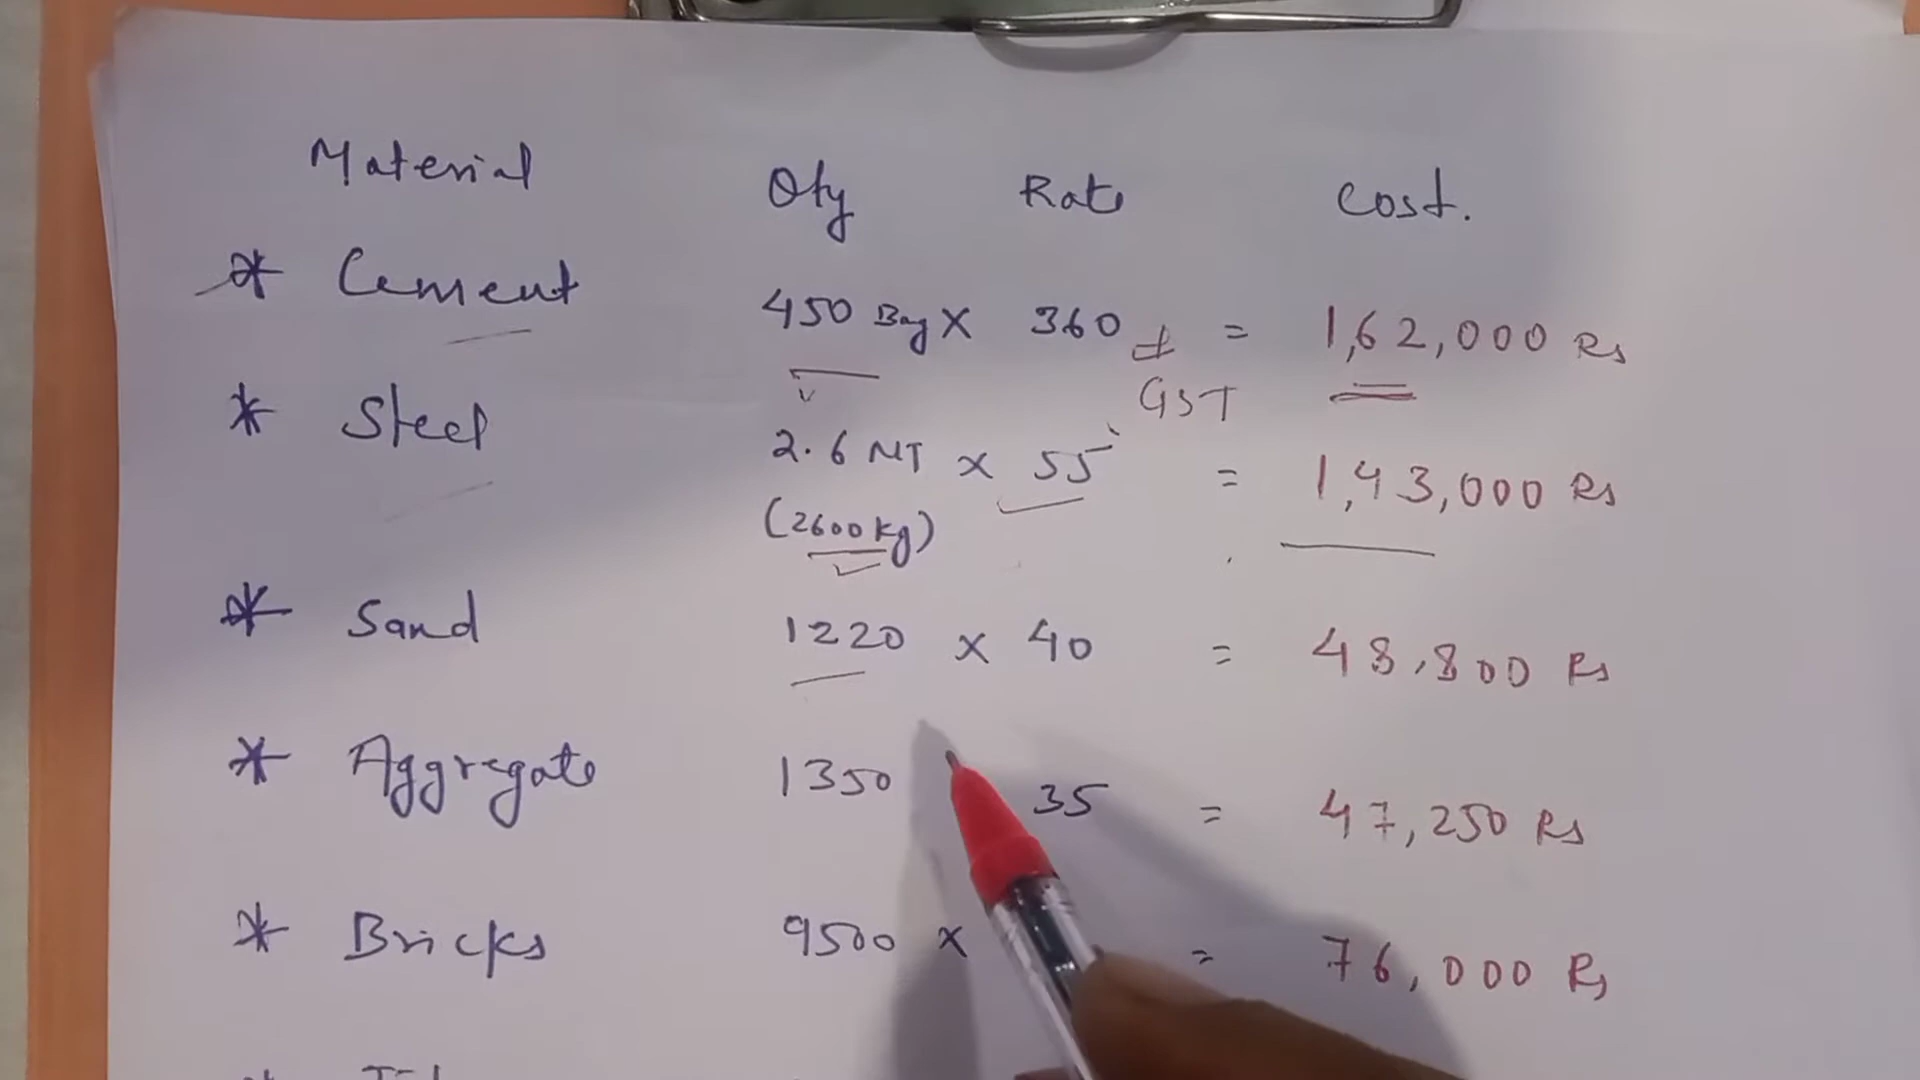 Material Qty Rate Cost.
* Cement 450 Bag x 360 + = 1,62,000 Rs
GST
* Steel 2.6 MT x 55 = 1,43,000 Rs
(2600 kg)
* Sand 1220 x 40 = 48,800 Rs
* Aggregate 1350 35 = 47,250 Rs
* Bricks 9500 x = 76,000 Rs